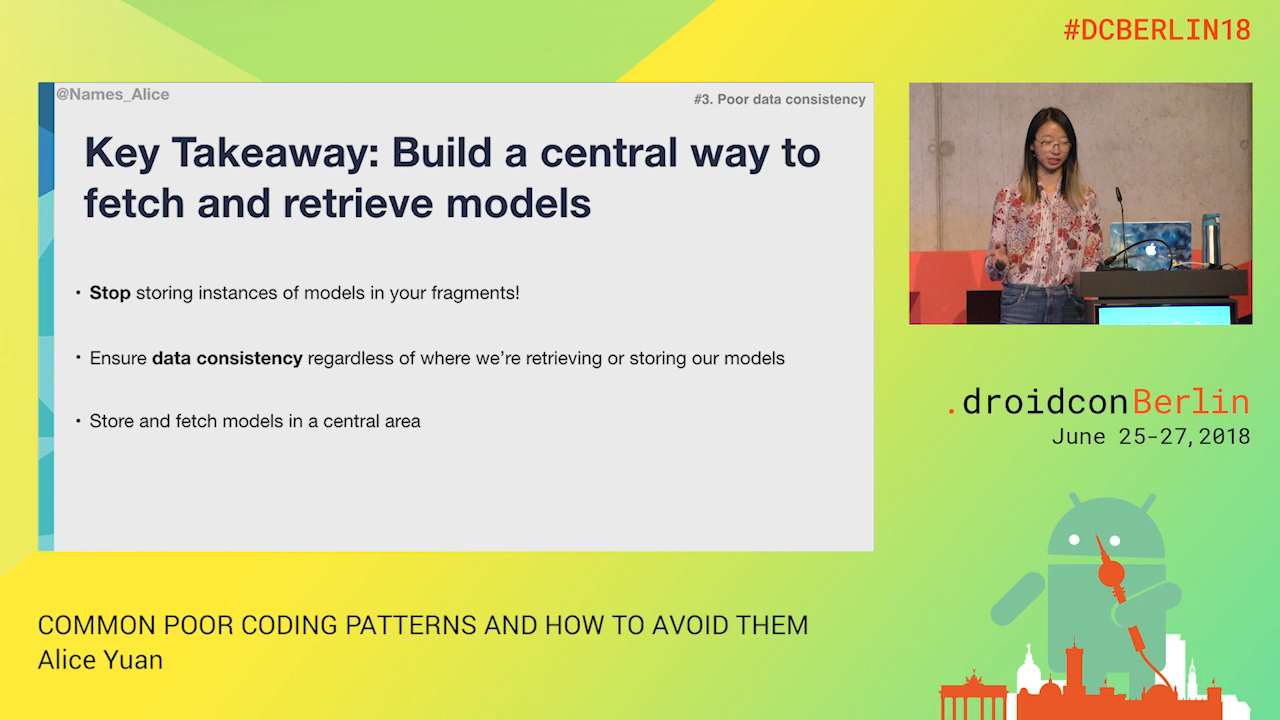 #DCBERLIN18
@Names_Alice
#3. Poor data consistency
Key Takeaway: Build a central way to
fetch and retrieve models
• Stop storing instances of models in your fragments!
• Ensure data consistency regardless of where we're retrieving or storing our models
• Store and fetch models in a central area
.droidconBerlin
June 25-27, 2018
COMMON POOR CODING PATTERNS AND HOW TO AVOID THEM
Alice Yuan